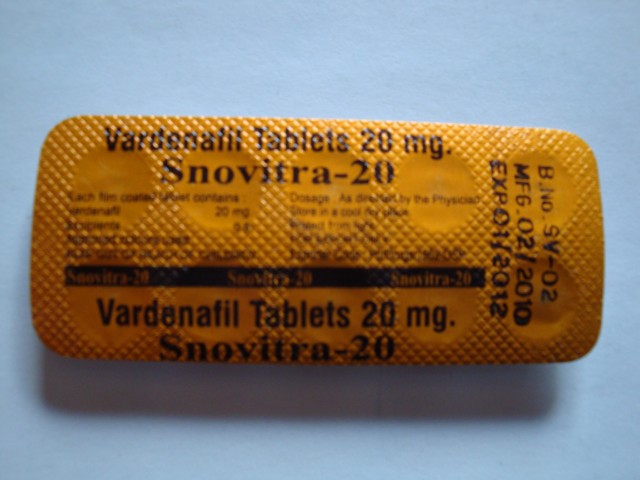 Vardenafil Tablets 20 mg.
Snovitra-20
Each film coated tablet contains :
vardenafil 20 mg
Excipients q.s.
Dosage : As directed by the Physician
Store in a cool dry place
Snovitra-20 Snovitra-20 Snovitra-20
Vardenafil Tablets 20 mg.
Snovitra-20
B.No. SV-02
MFG.02/2010
EXP.01/2012